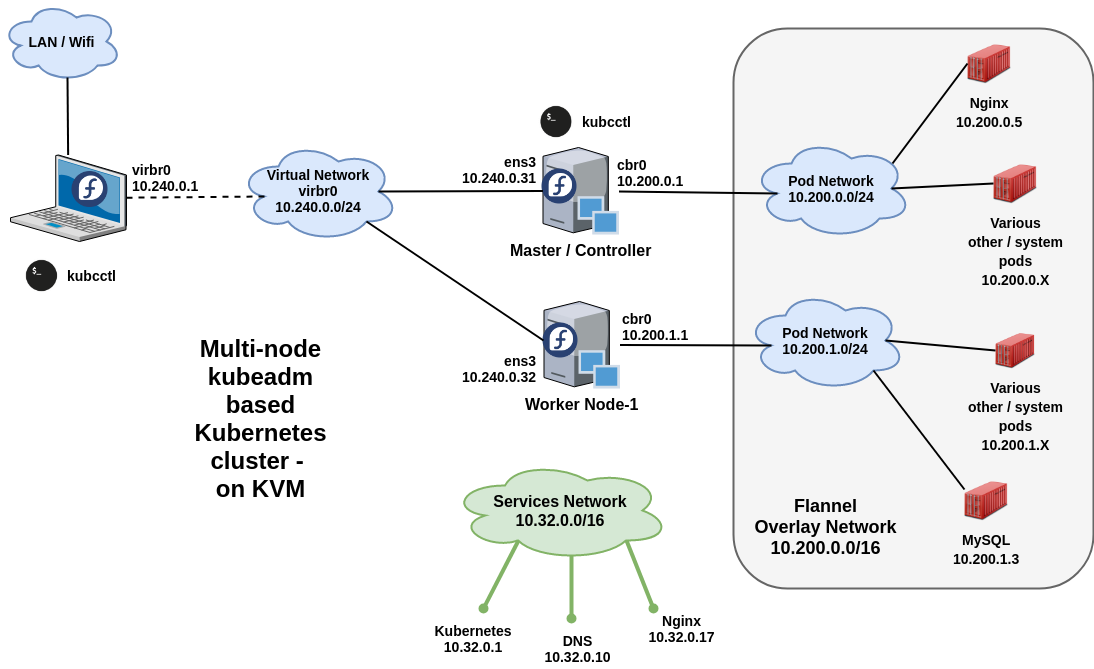 LAN / Wifi
virbr0
10.240.0.1
$_ kubcctl
Virtual Network
virbr0
10.240.0.0/24
$_ kubcctl
ens3
10.240.0.31
cbr0
10.200.0.1
Master / Controller
ens3
10.240.0.32
cbr0
10.200.1.1
Worker Node-1
Multi-node
kubeadm
based
Kubernetes
cluster -
on KVM
Pod Network
10.200.0.0/24
Nginx
10.200.0.5
Various
other / system
pods
10.200.0.X
Pod Network
10.200.1.0/24
Various
other / system
pods
10.200.1.X
MySQL
10.200.1.3
Flannel
Overlay Network
10.200.0.0/16
Services Network
10.32.0.0/16
Kubernetes
10.32.0.1
DNS
10.32.0.10
Nginx
10.32.0.17